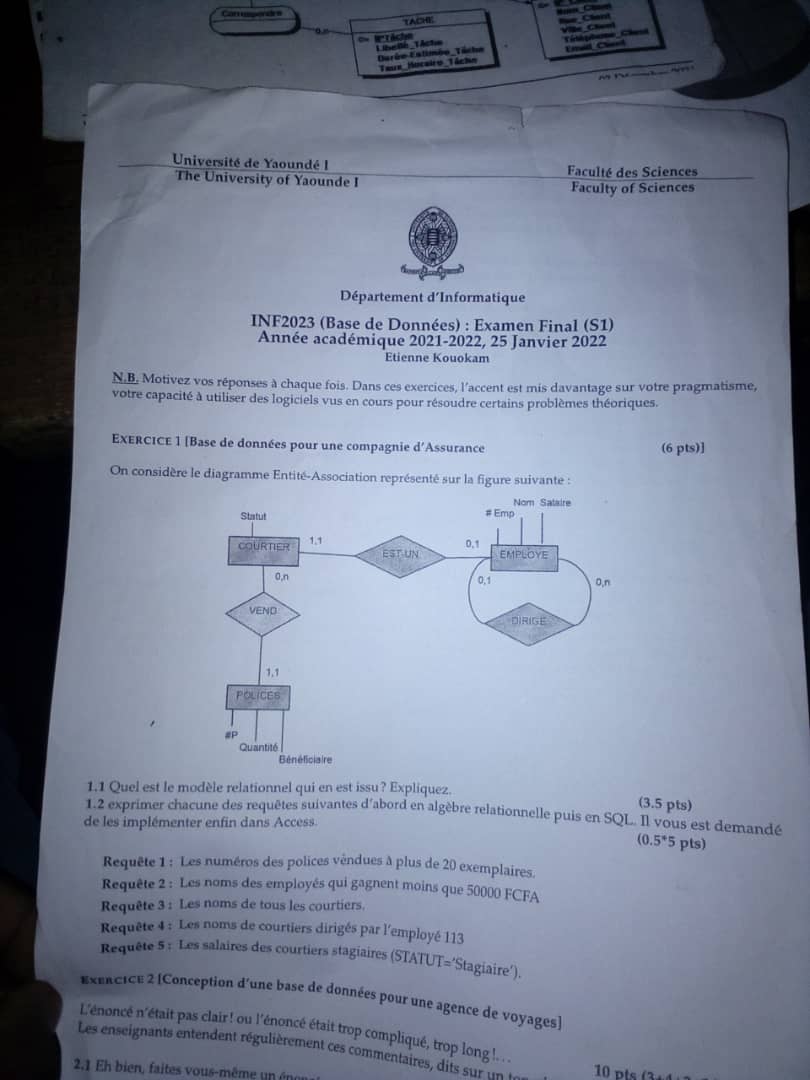 Correspondre
0,n
TACHE
N°Tâche
Libellé_Tâche
Durée-Estimée_Tâche
Taux_Horaire_Tâche
Nom_Client
Ville_Client
Téléphone_Client
Email_Client
Université de Yaoundé I
The University of Yaounde I
Faculté des Sciences
Faculty of Sciences
Département d'Informatique
INF2023 (Base de Données) : Examen Final (S1)
Année académique 2021-2022, 25 Janvier 2022
Etienne Kouokam
N.B. Motivez vos réponses à chaque fois. Dans ces exercices, l'accent est mis davantage sur votre pragmatisme,
votre capacité à utiliser des logiciels vus en cours pour résoudre certains problèmes théoriques.
EXERCICE 1 [Base de données pour une compagnie d'Assurance (6 pts)]
On considère le diagramme Entité-Association représenté sur la figure suivante :
Nom Salaire
# Emp
Statut
COURTIER
1,1
EST-UN
0,1
EMPLOYE
0,n
0,1
0,n
VEND
DIRIGE
1,1
POLICES
#P
Quantité
Bénéficiaire
1.1 Quel est le modèle relationnel qui en est issu ? Expliquez. (3.5 pts)
1.2 exprimer chacune des requêtes suivantes d'abord en algèbre relationnelle puis en SQL. Il vous est demandé
de les implémenter enfin dans Access. (0.5*5 pts)
Requête 1 : Les numéros des polices vendues à plus de 20 exemplaires.
Requête 2 : Les noms des employés qui gagnent moins que 50000 FCFA
Requête 3 : Les noms de tous les courtiers.
Requête 4 : Les noms de courtiers dirigés par l'employé 113
Requête 5 : Les salaires des courtiers stagiaires (STATUT='Stagiaire').
EXERCICE 2 [Conception d'une base de données pour une agence de voyages]
10 pts
L'énoncé n'était pas clair ! ou l'énoncé était trop compliqué, trop long !...
Les enseignants entendent régulièrement ces commentaires, dits sur un
2.1 Eh bien, faites vous-même un